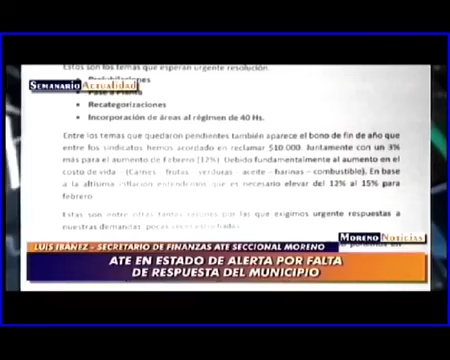 Estos son los temas que esperan urgente resolución.
• Prejubilaciones
SEMANARIO ACTUALIDAD
• Pase a Planta
• Recategorizaciones
• Incorporación de áreas al régimen de 40 Hs.
Entre los temas que quedaron pendientes también aparece el bono de fin de año que
entre los sindicatos hemos acordado en reclamar $10.000. Juntamente con un 3%
más para el aumento de Febrero (12%). Debido fundamentalmente al aumento en el
costo de vida – (Carnes – frutas – verduras – aceite – harinas – combustible), En base
a la altísima inflación entendemos que es necesario elevar del 12% al 15% para
febrero
Estas son entre otras tantas razones por las que exigimos urgente respuestas a
nuestras demandas
MORENO NOTICIAS
LUIS IBAÑEZ – SECRETARIO DE FINANZAS ATE SECCIONAL MORENO
ATE EN ESTADO DE ALERTA POR FALTA
DE RESPUESTA DEL MUNICIPIO